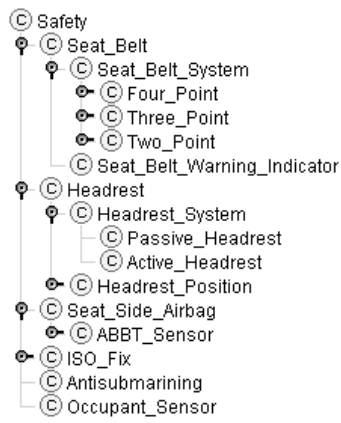 C Safety
C Seat_Belt
C Seat_Belt_System
C Four_Point
C Three_Point
C Two_Point
C Seat_Belt_Warning_Indicator
C Headrest
C Headrest_System
C Passive_Headrest
C Active_Headrest
C Headrest_Position
C Seat_Side_Airbag
C ABBT_Sensor
C ISO_Fix
C Antisubmarining
C Occupant_Sensor